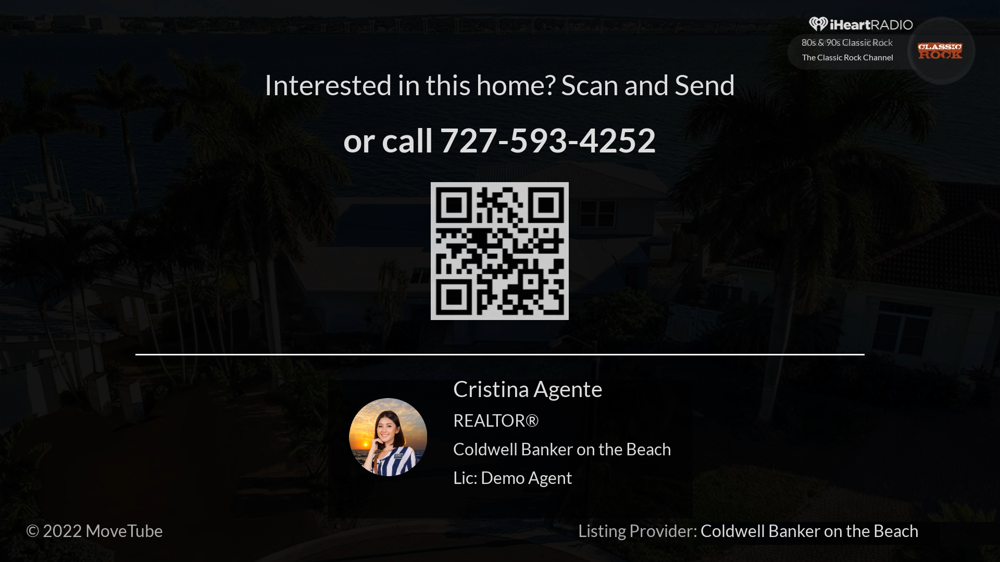 iHeartRADIO
80s & 90s Classic Rock
The Classic Rock Channel
CLASSIC
ROCK
Interested in this home? Scan and Send
or call 727-593-4252
Cristina Agente
REALTOR®
Coldwell Banker on the Beach
Lic: Demo Agent
© 2022 MoveTube
Listing Provider: Coldwell Banker on the Beach